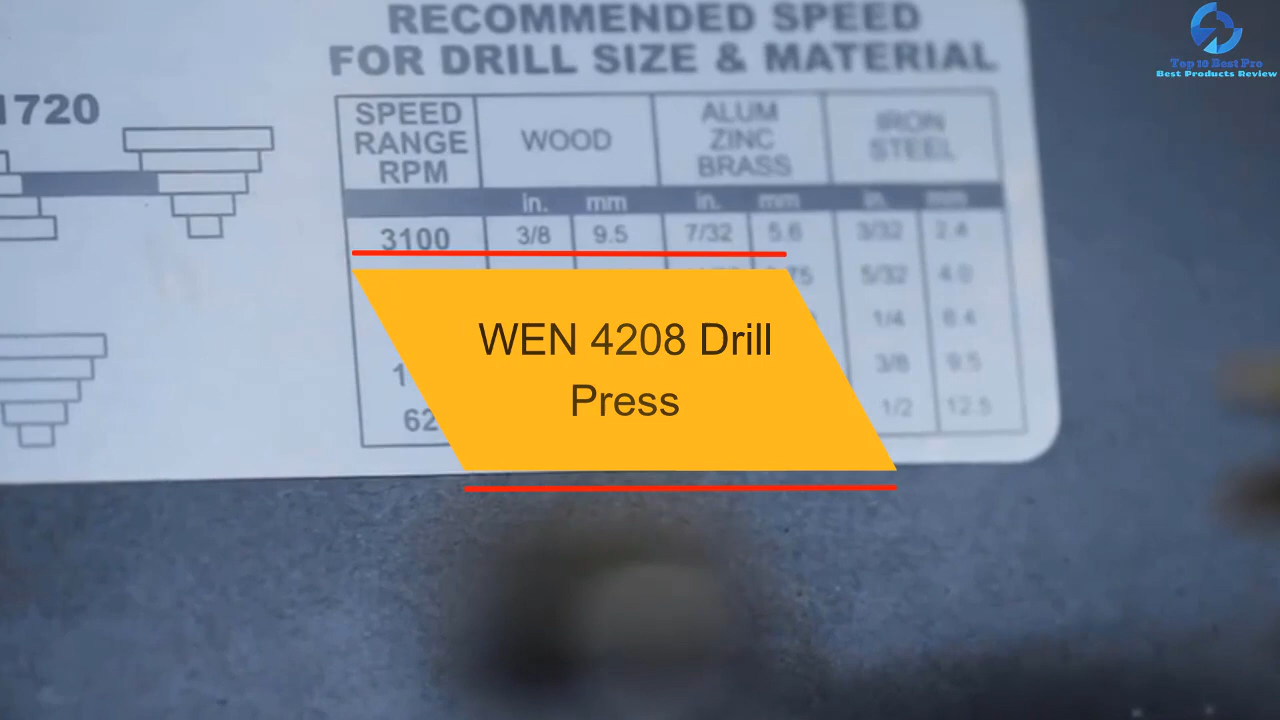 RECOMMENDED SPEED
FOR DRILL SIZE & MATERIAL
1720
SPEED
RANGE
RPM
WOOD
ALUM
ZINC
BRASS
IRON
STEEL
in. mm in. mm in. mm
3100 3/8 9.5 7/32 5.6 3/32 2.4
5/32 4.0
1/4 6.4
3/8 9.5
62 1/2 12.5
WEN 4208 Drill
Press
Top 10 Best Pro
Best Products Review